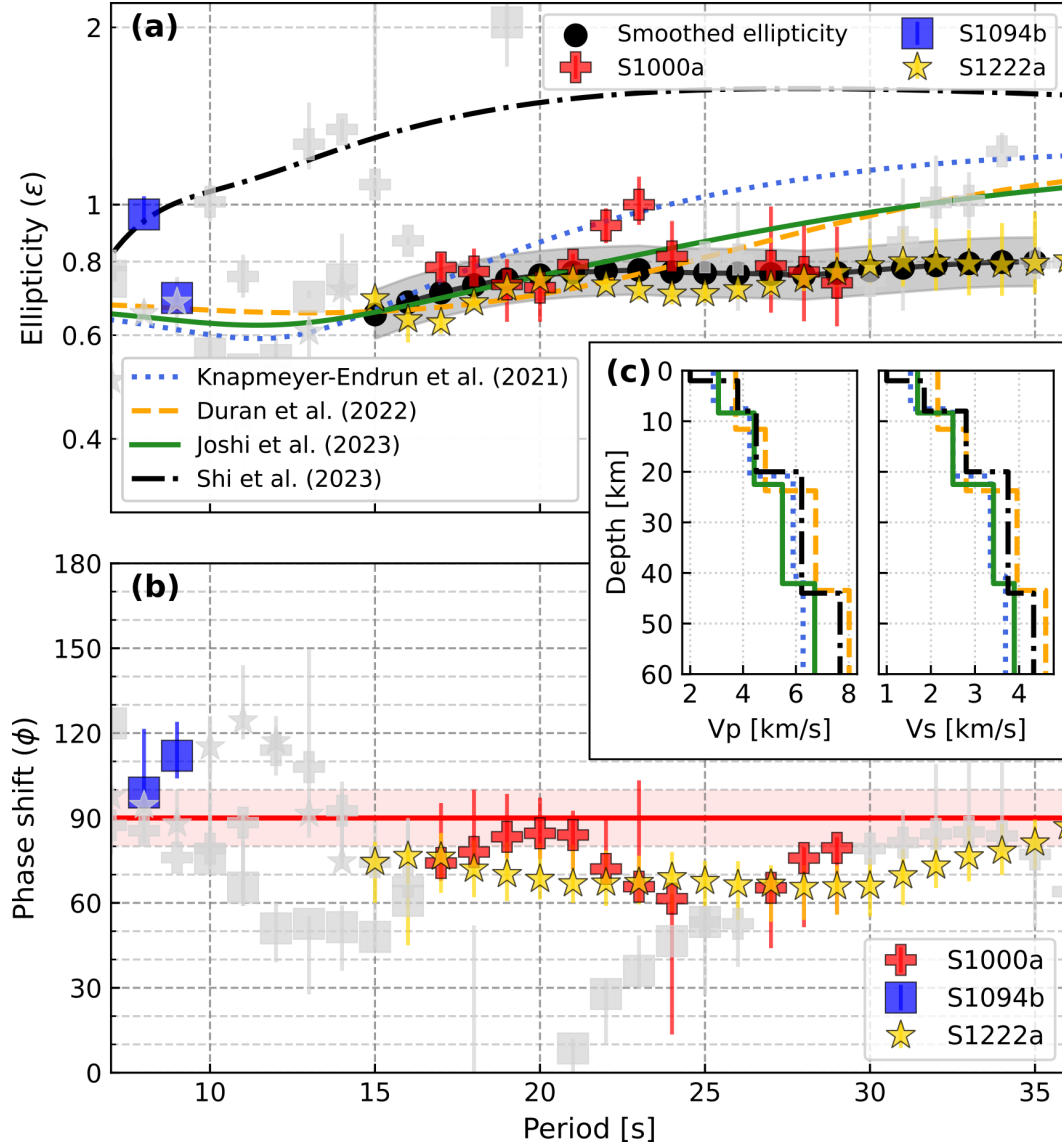 (a)
2
1
0.8
0.6
0.4
Ellipticity (ε)
Smoothed ellipticity
S1000a
S1094b
S1222a
Knapmeyer-Endrun et al. (2021)
Duran et al. (2022)
Joshi et al. (2023)
Shi et al. (2023)
(c)
0
10
20
30
40
50
60
Depth [km]
2 4 6 8
Vp [km/s]
1 2 3 4
Vs [km/s]
(b)
180
150
120
90
60
30
0
Phase shift (ϕ)
S1000a
S1094b
S1222a
10 15 20 25 30 35
Period [s]